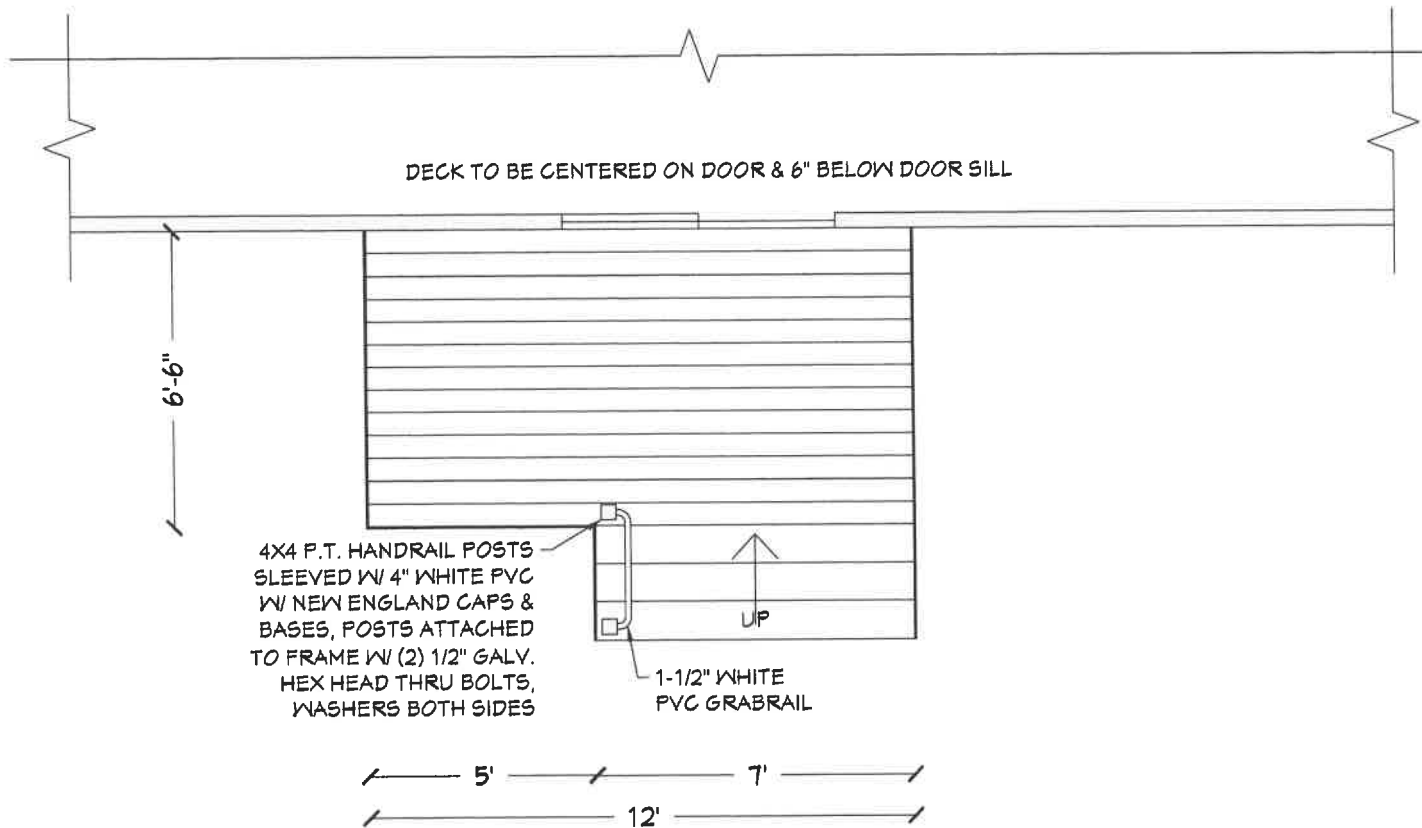 DECK TO BE CENTERED ON DOOR & 6" BELOW DOOR SILL
6'-6"
4X4 P.T. HANDRAIL POSTS
SLEEVED W/ 4" WHITE PVC
W/ NEW ENGLAND CAPS &
BASES, POSTS ATTACHED
TO FRAME W/ (2) 1/2" GALV.
HEX HEAD THRU BOLTS,
WASHERS BOTH SIDES
UP
1-1/2" WHITE
PVC GRABRAIL
5'
7'
12'